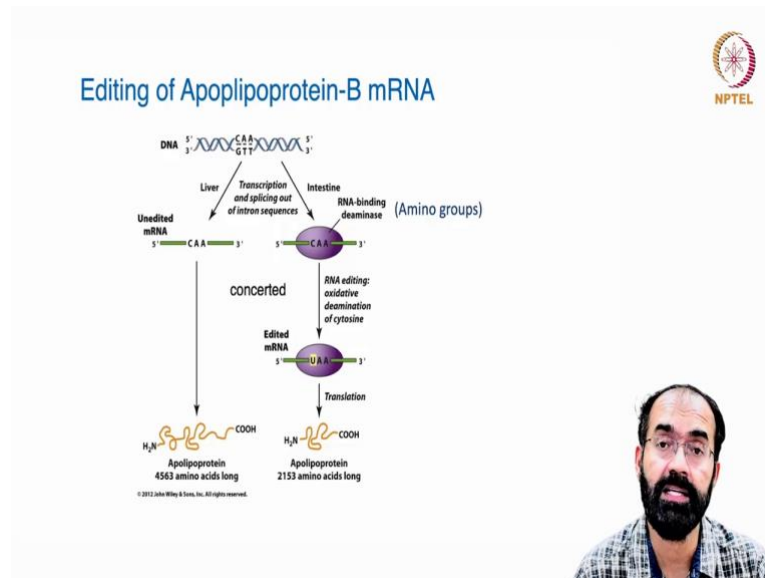 NPTEL
Editing of Apoplipoprotein-B mRNA
DNA 5' CAA 5'
3' GTT 3'
Liver
Transcription
and splicing out
of intron sequences
Intestine
RNA-binding
deaminase
(Amino groups)
Unedited
mRNA
5' CAA 3'
5' CAA 3'
concerted
RNA editing:
oxidative
deamination
of cytosine
Edited
mRNA
5' UAA 3'
Translation
H₂N COOH
H₂N COOH
Apolipoprotein
4563 amino acids long
Apolipoprotein
2153 amino acids long
© 2012 John Wiley & Sons, Inc. All rights reserved.